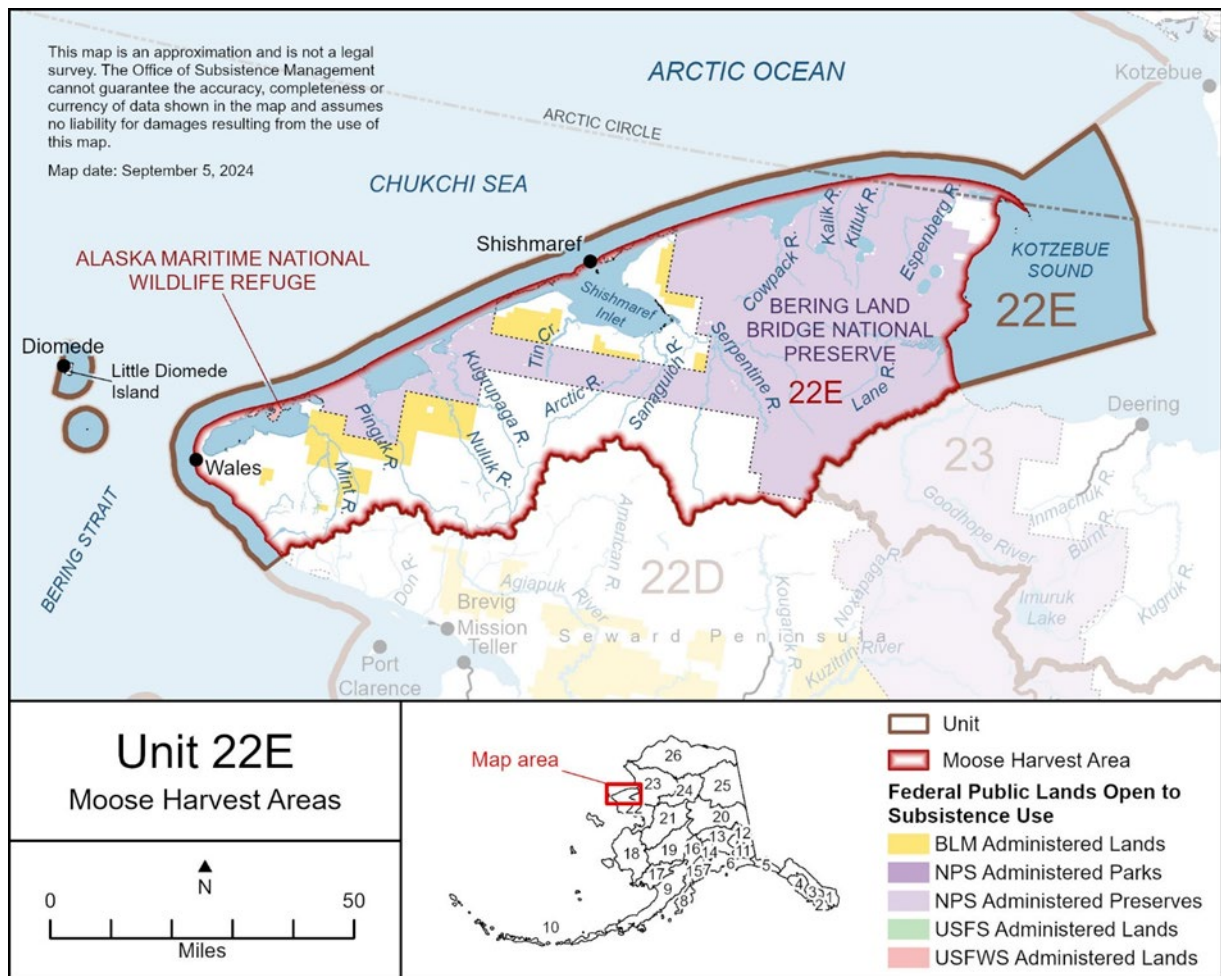 This map is an approximation and is not a legal
survey. The Office of Subsistence Management
cannot guarantee the accuracy, completeness or
currency of data shown in the map and assumes
no liability for damages resulting from the use of
this map.
Map date: September 5, 2024
ARCTIC OCEAN
Kotzebue
ARCTIC CIRCLE
CHUKCHI SEA
Shishmaref
ALASKA MARITIME NATIONAL
WILDLIFE REFUGE
Kalik R.
Kitluk R.
Espenberg R.
Cowpack R.
KOTZEBUE
SOUND
22E
Shishmaref
Inlet
BERING LAND
BRIDGE NATIONAL
PRESERVE
22E
Diomede
Little Diomede
Island
Tin Cr.
Kugrupaga R.
Arctic R.
Sanaguich R.
Serpentine R.
Lane R.
Pinguk R.
Nuluk R.
Mint R.
Wales
Deering
23
BERING STRAIT
Goodhope River
Inmachuk R.
Burnt R.
Don R.
American R.
22D
Agiapuk
River
Brevig
Mission
Teller
Seward Peninsula
Kougarok R.
Noxapaga R.
Imuruk
Lake
Kugruk R.
Kuzitrin River
Port
Clarence
Unit 22E
Moose Harvest Areas
N
0
50
Miles
Map area
26
23
24
25
22
21
20
18
19
16
13
12
14
11
17
15
7
6
5
9
8
10
4
3
1
2
Unit
Moose Harvest Area
Federal Public Lands Open to
Subsistence Use
BLM Administered Lands
NPS Administered Parks
NPS Administered Preserves
USFS Administered Lands
USFWS Administered Lands